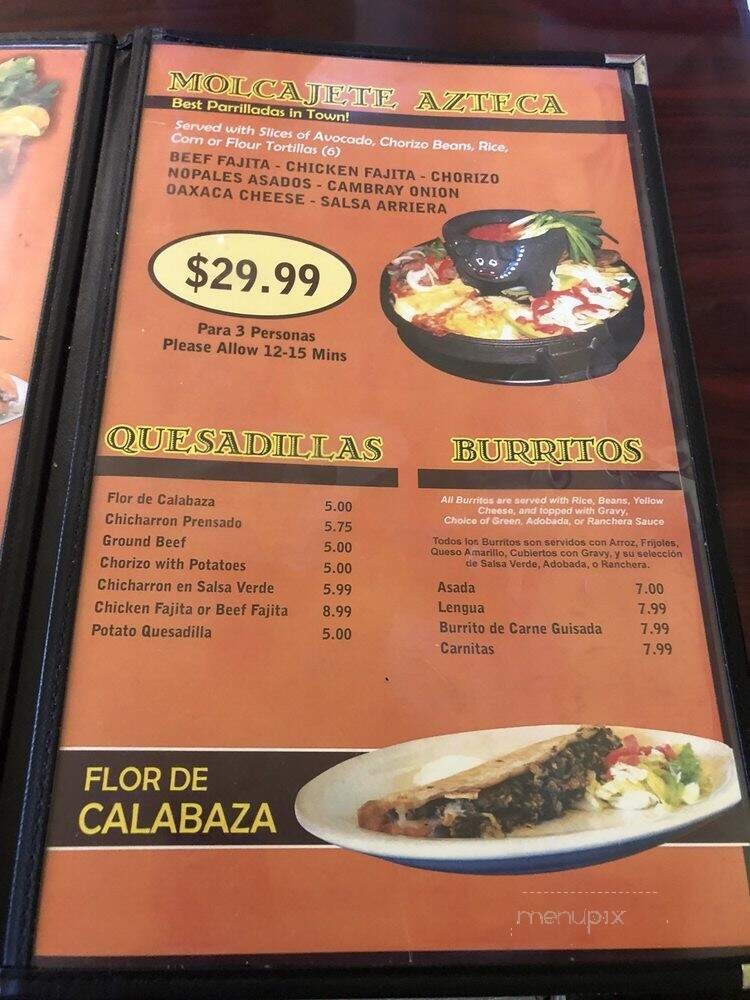 MOLCAJETE AZTECA
Best Parrilladas in Town!
Served with Slices of Avocado, Chorizo Beans, Rice,
Corn or Flour Tortillas (6)
BEEF FAJITA - CHICKEN FAJITA - CHORIZO
NOPALES ASADOS - CAMBRAY ONION
OAXACA CHEESE - SALSA ARRIERA
$29.99
Para 3 Personas
Please Allow 12-15 Mins
QUESADILLAS
Flor de Calabaza 5.00
Chicharron Prensado 5.75
Ground Beef 5.00
Chorizo with Potatoes 5.00
Chicharron en Salsa Verde 5.99
Chicken Fajita or Beef Fajita 8.99
Potato Quesadilla 5.00
BURRITOS
All Burritos are served with Rice, Beans, Yellow
Cheese, and topped with Gravy,
Choice of Green, Adobada, or Ranchera Sauce
Todos los Burritos son servidos con Arroz, Frijoles,
Queso Amarillo, Cubiertos con Gravy, y su selección
de Salsa Verde, Adobada, o Ranchera.
Asada 7.00
Lengua 7.99
Burrito de Carne Guisada 7.99
Carnitas 7.99
FLOR DE
CALABAZA
menupix